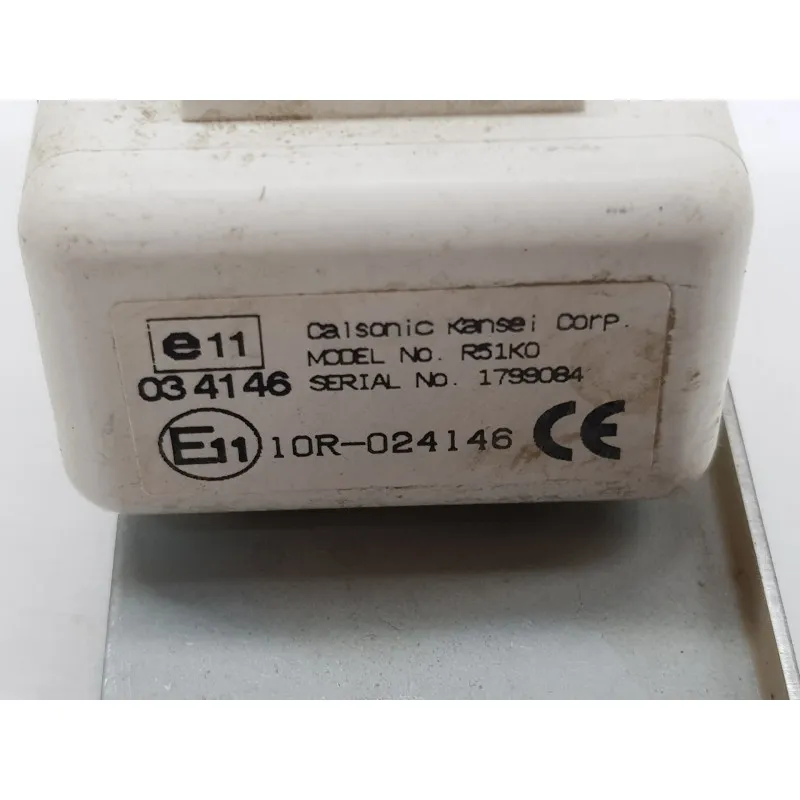 e11
034146
Calsonic Kansei Corp.
MODEL No. R51K0
SERIAL No. 1799084
E11 10R-024146 CE